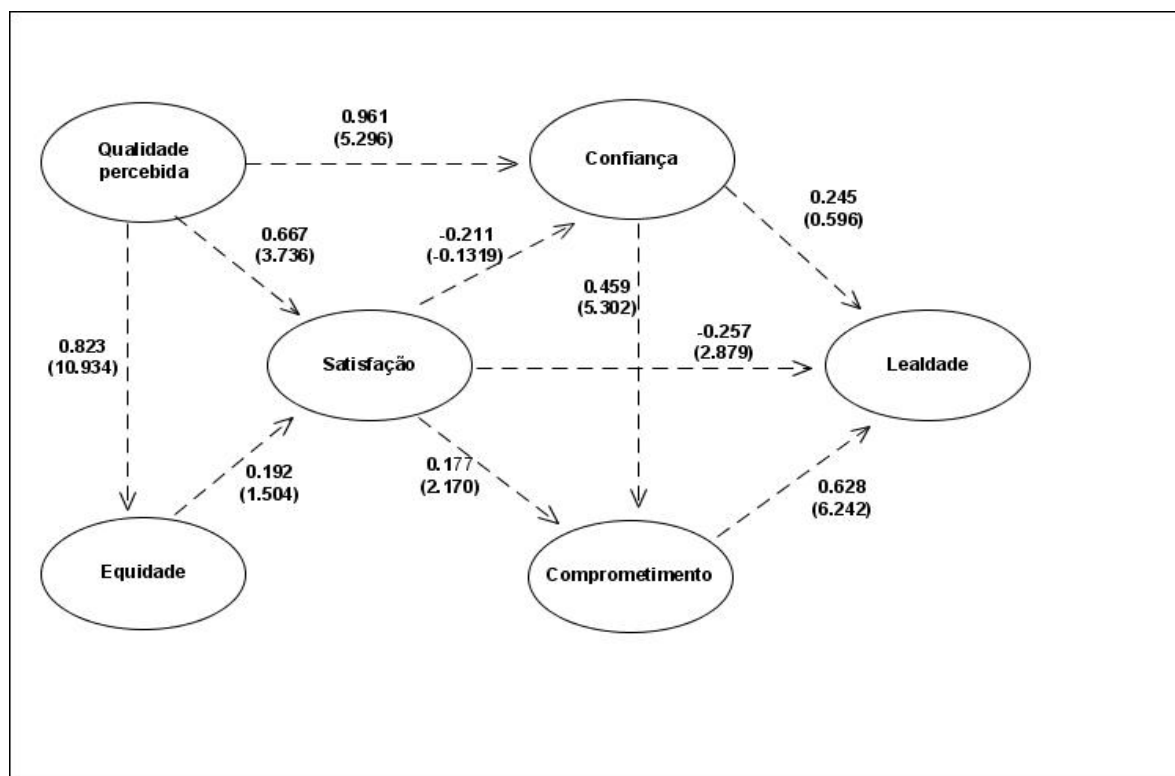 0.961
(5.296)
Qualidade
percebida
Confiança
0.245
(0.596)
0.667
(3.736)
-0.211
(-0.1319)
0.459
(5.302)
0.823
(10.934)
Satisfação
-0.257
(2.879)
Lealdade
0.192
(1.504)
0.177
(2.170)
0.628
(6.242)
Equidade
Comprometimento